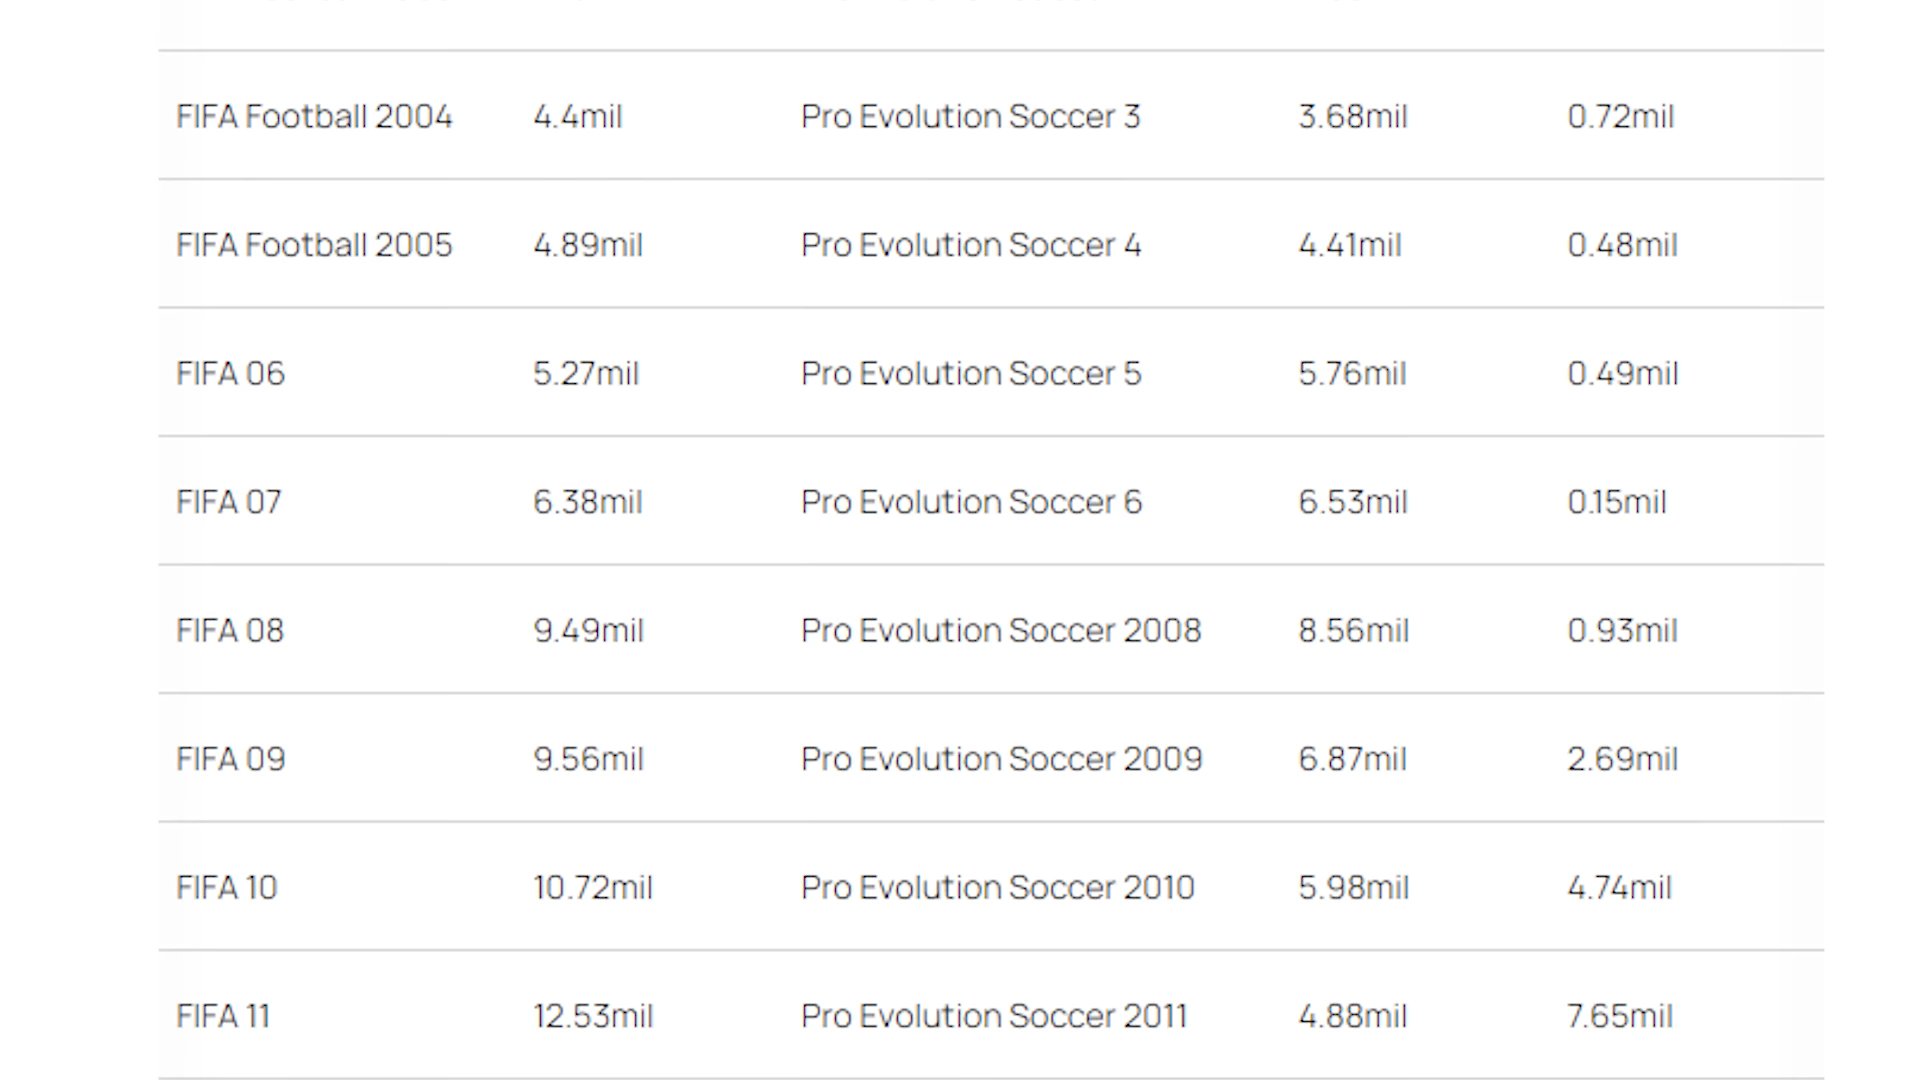 FIFA Football 2004 4.4mil Pro Evolution Soccer 3 3.68mil 0.72mil
FIFA Football 2005 4.89mil Pro Evolution Soccer 4 4.41mil 0.48mil
FIFA 06 5.27mil Pro Evolution Soccer 5 5.76mil 0.49mil
FIFA 07 6.38mil Pro Evolution Soccer 6 6.53mil 0.15mil
FIFA 08 9.49mil Pro Evolution Soccer 2008 8.56mil 0.93mil
FIFA 09 9.56mil Pro Evolution Soccer 2009 6.87mil 2.69mil
FIFA 10 10.72mil Pro Evolution Soccer 2010 5.98mil 4.74mil
FIFA 11 12.53mil Pro Evolution Soccer 2011 4.88mil 7.65mil